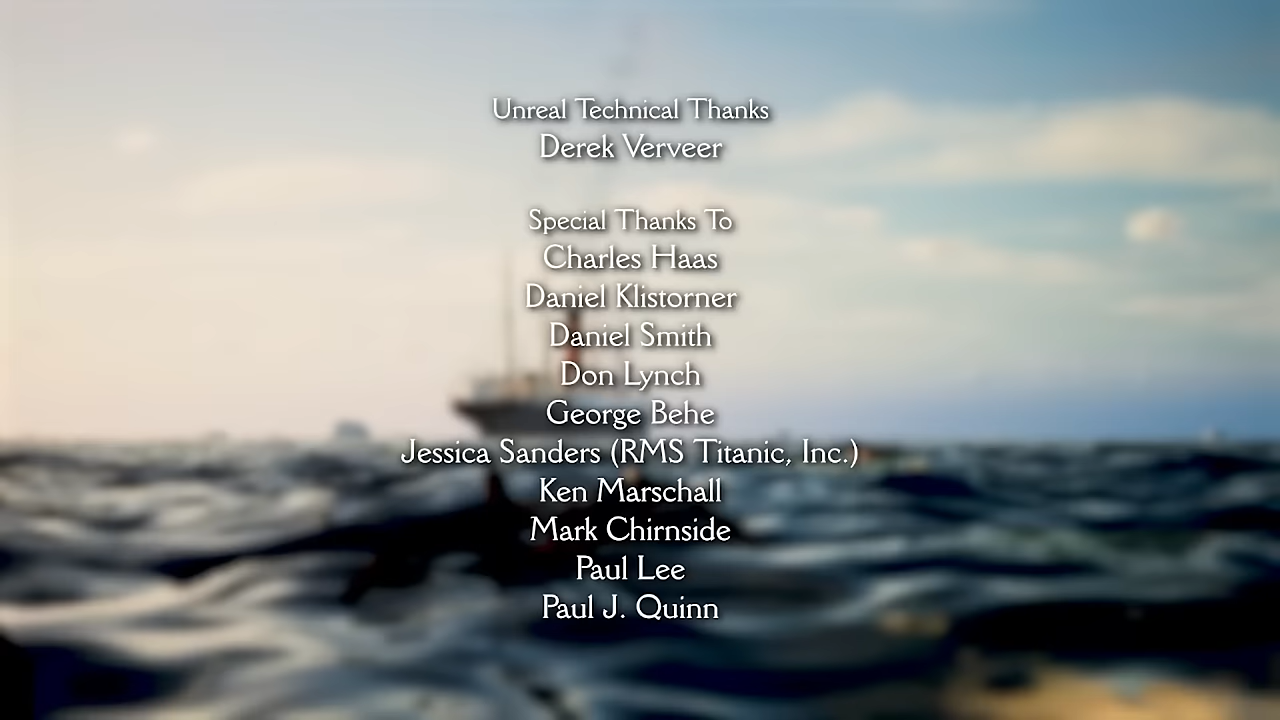 Unreal Technical Thanks
Derek Verveer
Special Thanks To
Charles Haas
Daniel Klistorner
Daniel Smith
Don Lynch
George Behe
Jessica Sanders (RMS Titanic, Inc.)
Ken Marschall
Mark Chirnside
Paul Lee
Paul J. Quinn